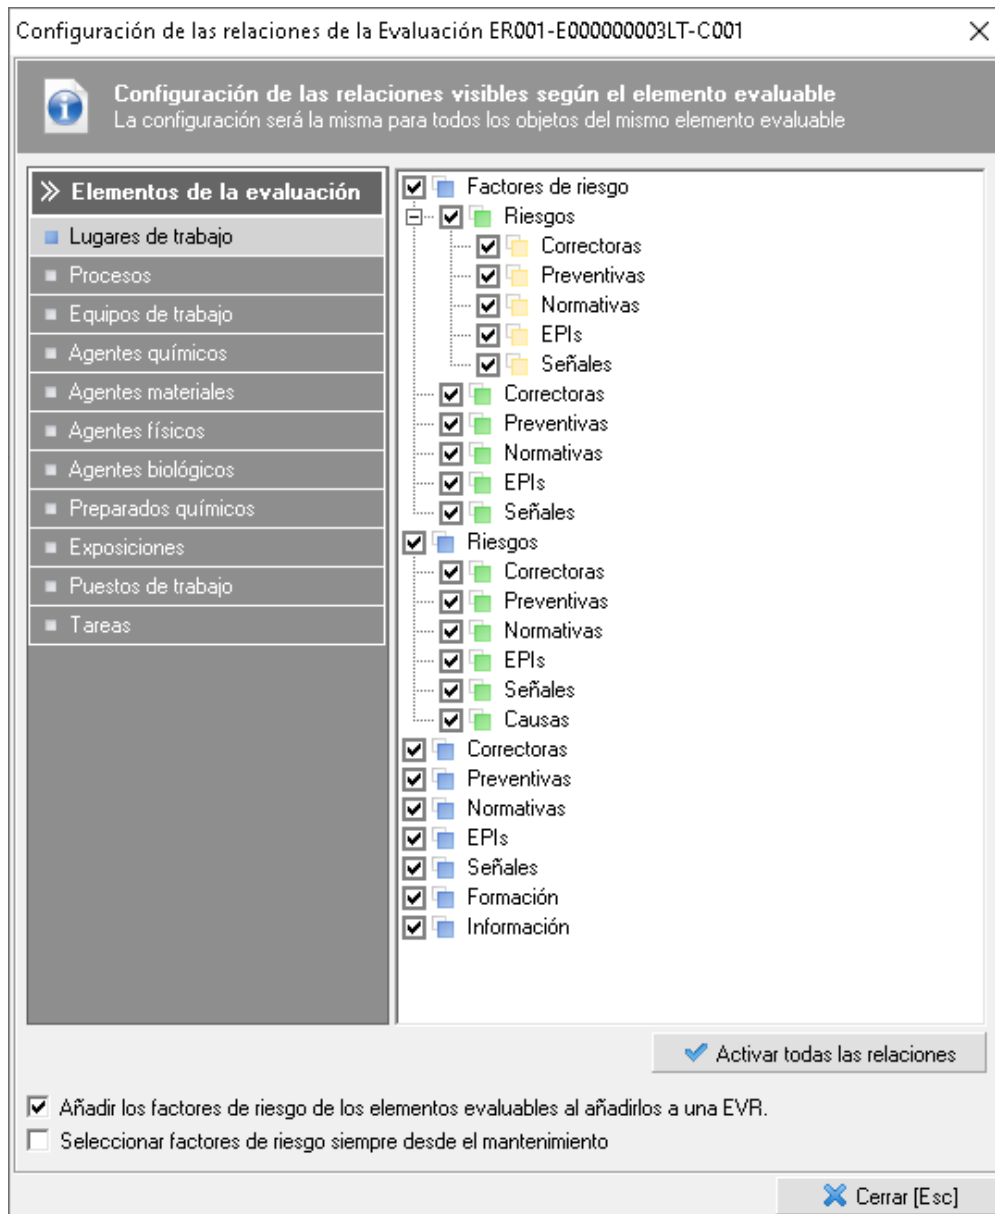 Configuración de las relaciones de la Evaluación ER001-E000000003LT-C001
Configuración de las relaciones visibles según el elemento evaluable
La configuración será la misma para todos los objetos del mismo elemento evaluable
Elementos de la evaluación
Lugares de trabajo
Procesos
Equipos de trabajo
Agentes químicos
Agentes materiales
Agentes físicos
Agentes biológicos
Preparados químicos
Exposiciones
Puestos de trabajo
Tareas
Factores de riesgo
Riesgos
Correctoras
Preventivas
Normativas
EPIs
Señales
Correctoras
Preventivas
Normativas
EPIs
Señales
Riesgos
Correctoras
Preventivas
Normativas
EPIs
Señales
Causas
Correctoras
Preventivas
Normativas
EPIs
Señales
Formación
Información
Activar todas las relaciones
Añadir los factores de riesgo de los elementos evaluables al añadirlos a una EVR.
Seleccionar factores de riesgo siempre desde el mantenimiento
Cerrar [Esc]